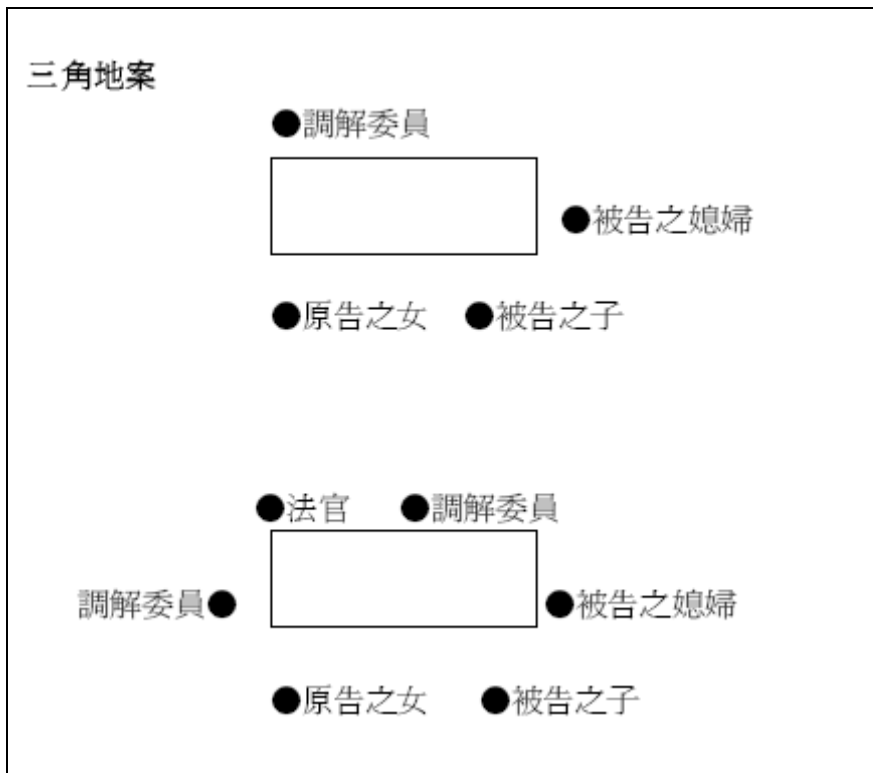 三角地案
●調解委員
●被告之媳婦
●原告之女 ●被告之子
●法官 ●調解委員
調解委員● ●被告之媳婦
●原告之女 ●被告之子